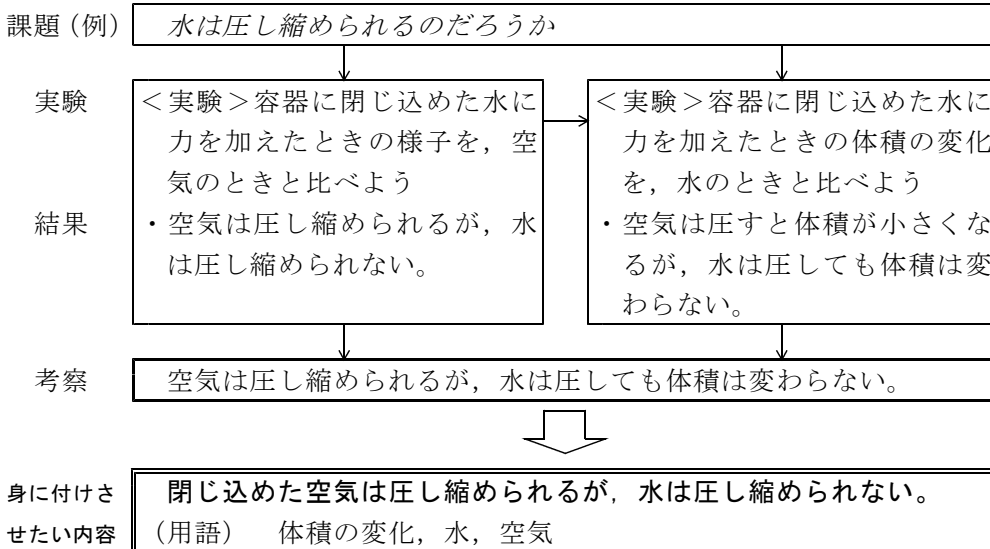 課題（例）　水は圧し縮められるのだろうか
実験
＜実験＞容器に閉じ込めた水に
力を加えたときの様子を，空
気のときと比べよう
結果
・空気は圧し縮められるが，水
は圧し縮められない。
＜実験＞容器に閉じ込めた水に
力を加えたときの体積の変化
を，水のときと比べよう
・空気は圧すと体積が小さくな
るが，水は圧しても体積は変
わらない。
考察　空気は圧し縮められるが，水は圧しても体積は変わらない。
身に付けさ
せたい内容
閉じ込めた空気は圧し縮められるが，水は圧し縮められない。
（用語）　体積の変化，水，空気